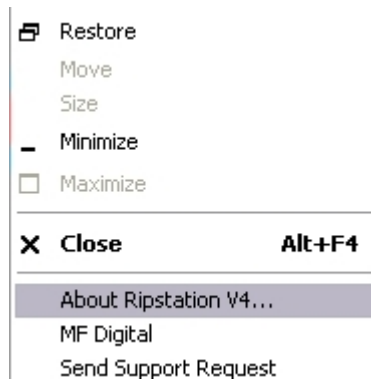 Restore
Move
Size
Minimize
Maximize
Close Alt+F4
About Ripstation V4...
MF Digital
Send Support Request